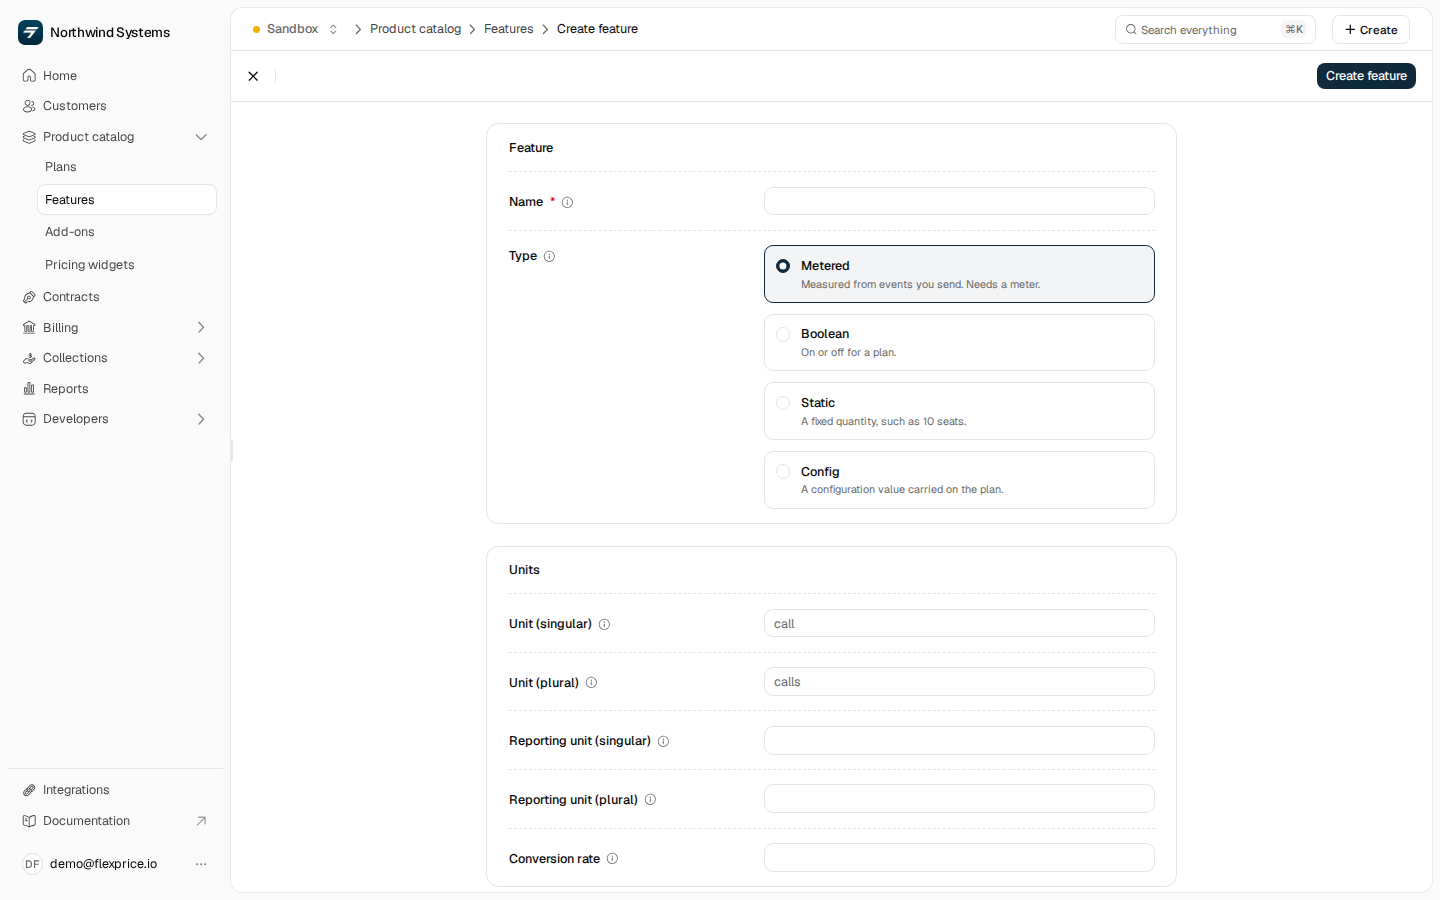 Northwind Systems
Home
Customers
Product catalog
Plans
Features
Add-ons
Pricing widgets
Contracts
Billing
Collections
Reports
Developers
Integrations
Documentation
DF demo@flexprice.io
Sandbox Product catalog Features Create feature
Search everything ⌘K
Create
Create feature
Feature
Name *
Type
Metered
Measured from events you send. Needs a meter.
Boolean
On or off for a plan.
Static
A fixed quantity, such as 10 seats.
Config
A configuration value carried on the plan.
Units
Unit (singular) call
Unit (plural) calls
Reporting unit (singular)
Reporting unit (plural)
Conversion rate